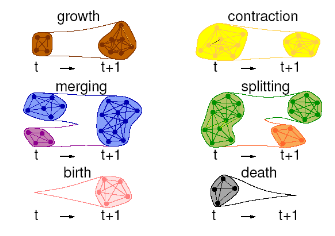 growth contraction
t → t+1 t → t+1
merging splitting
t → t+1 t → t+1
birth death
t → t+1 t → t+1